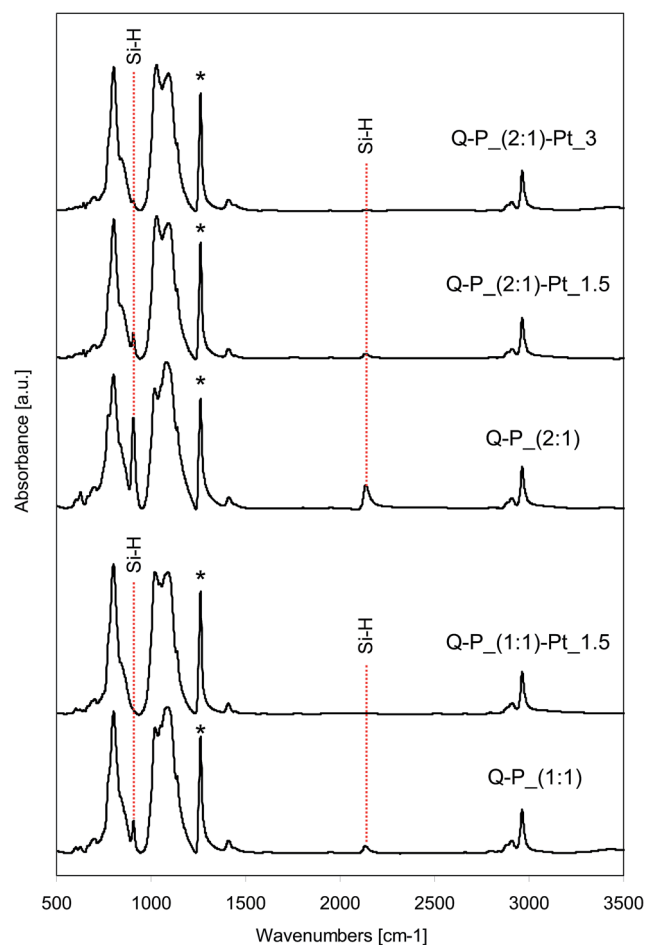 Si-H
*
Si-H
Q-P_(2:1)-Pt_3
*
Q-P_(2:1)-Pt_1.5
*
Q-P_(2:1)
Absorbance [a.u.]
Si-H
*
Si-H
Q-P_(1:1)-Pt_1.5
*
Q-P_(1:1)
500 1000 1500 2000 2500 3000 3500
Wavenumbers [cm-1]